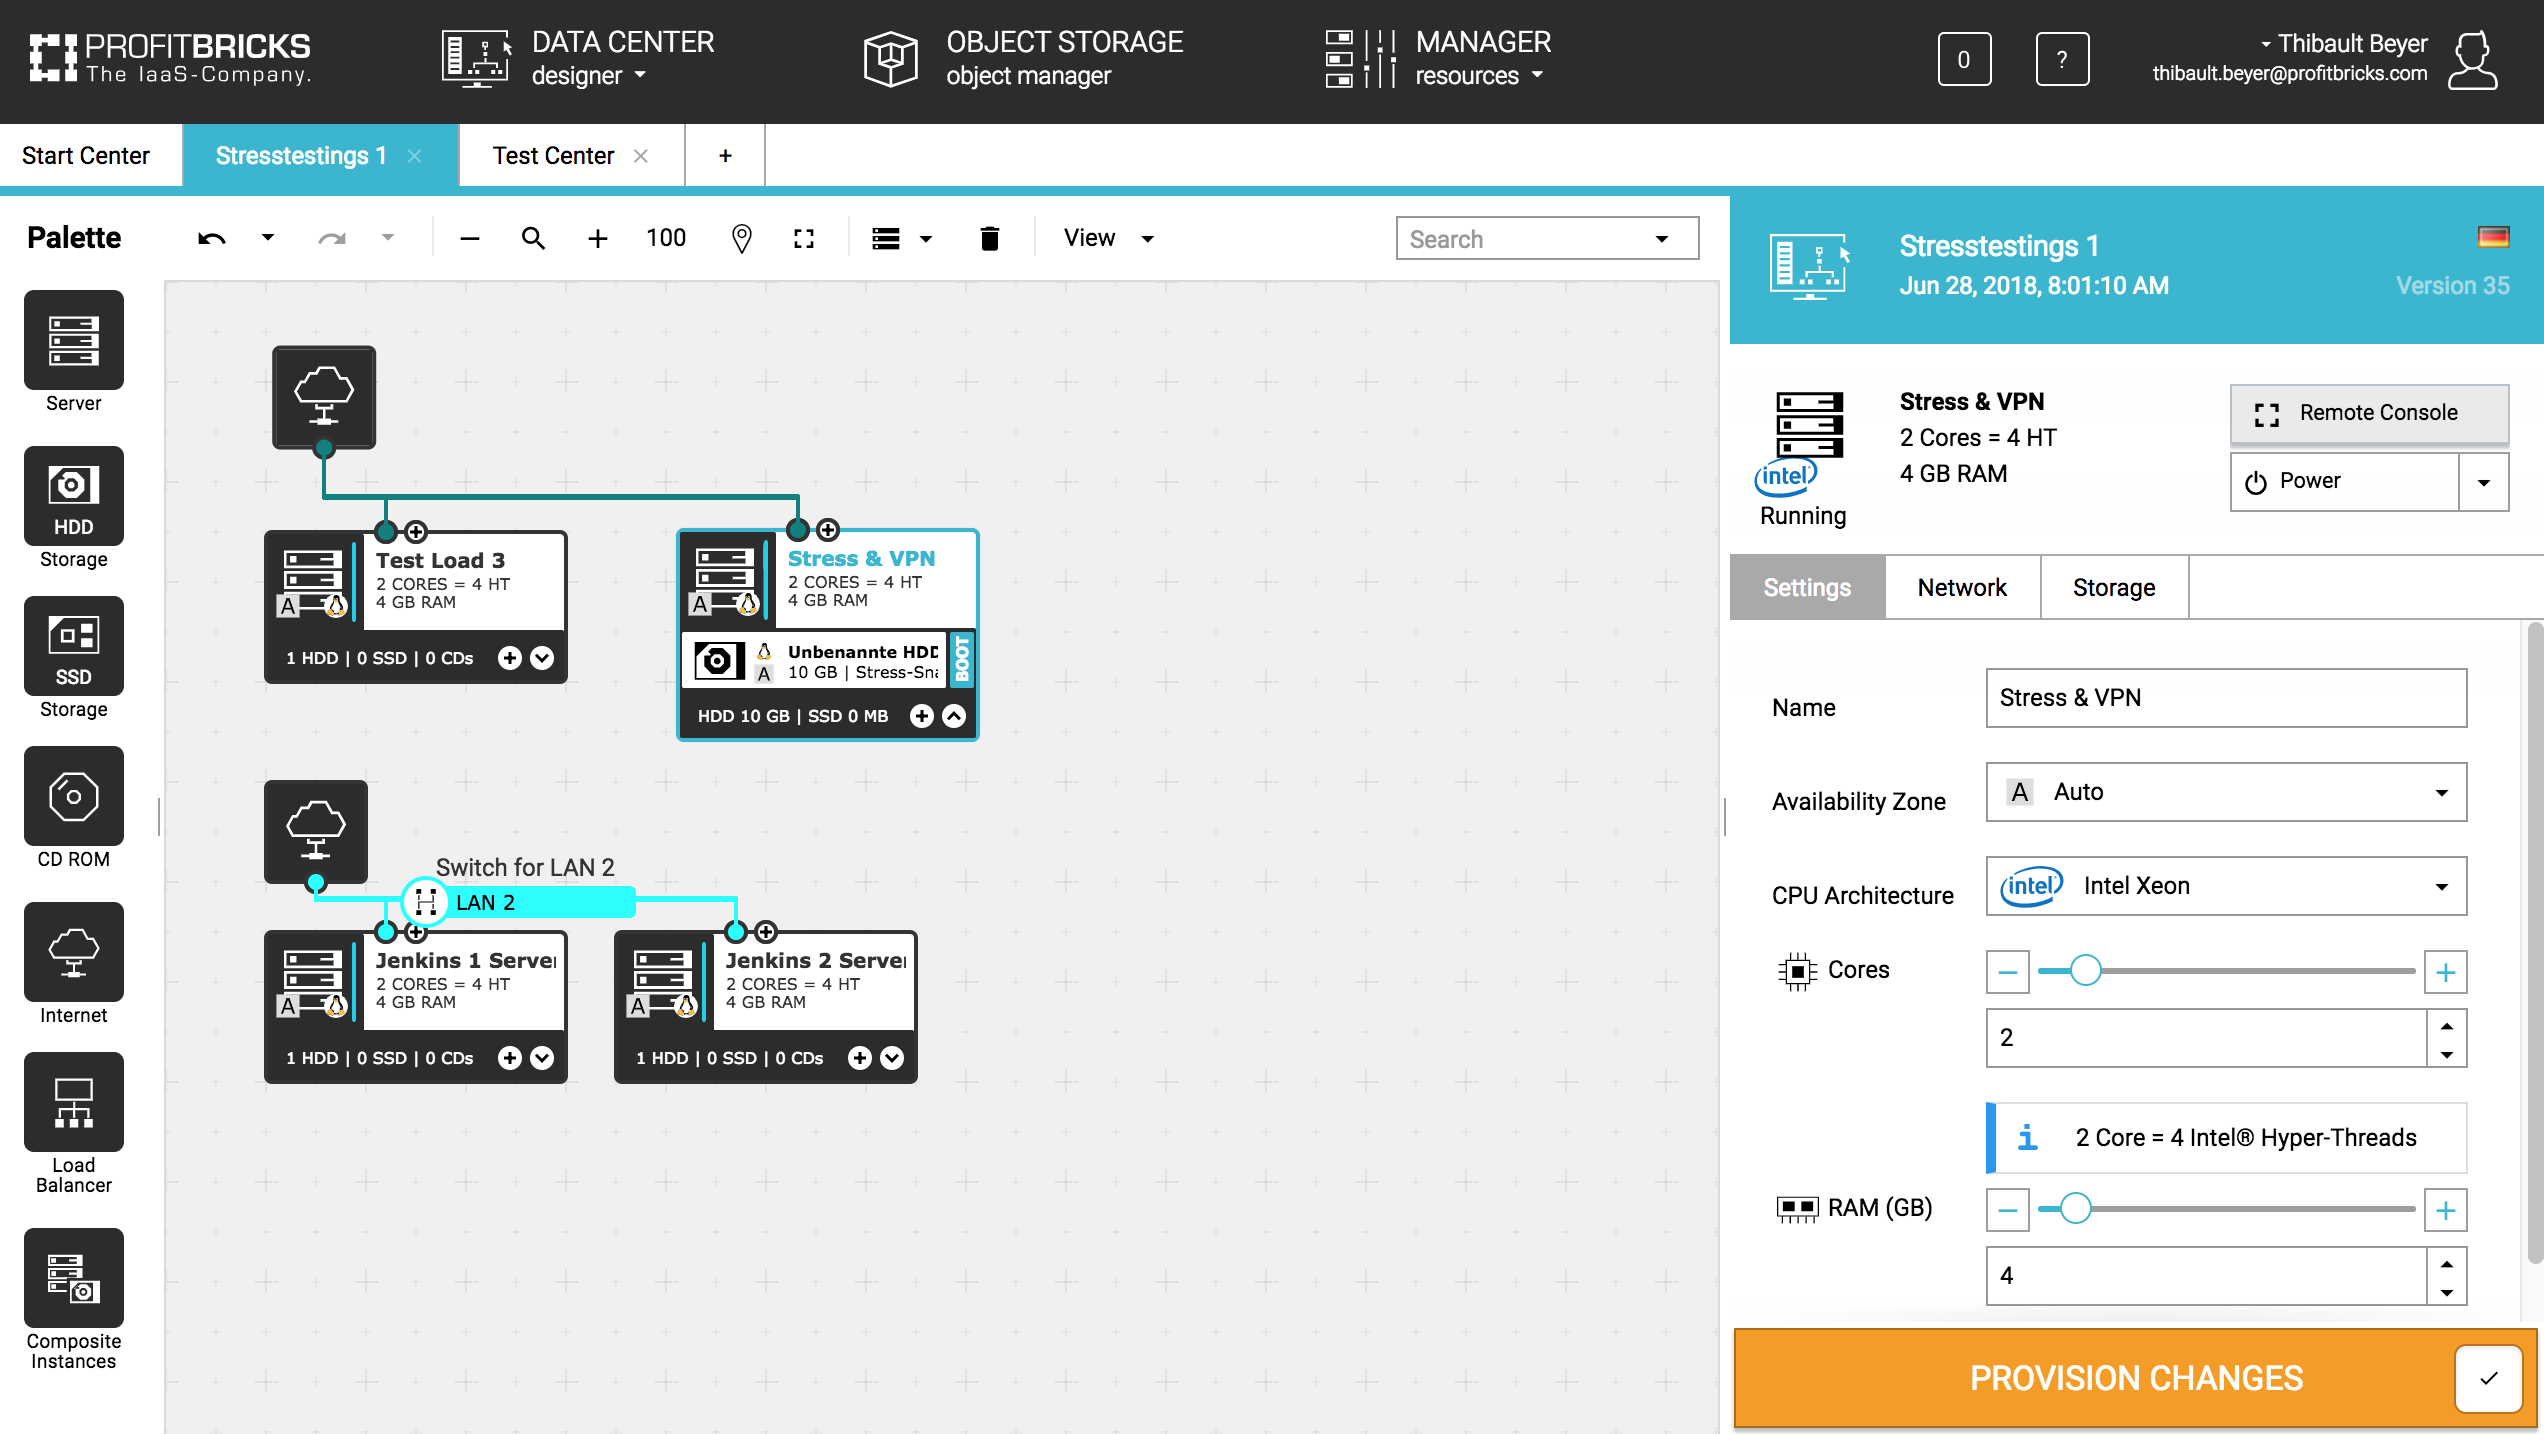 PROFITBRICKS
The IaaS-Company.
DATA CENTER
designer
OBJECT STORAGE
object manager
MANAGER
resources
0
?
Thibault Beyer
thibault.beyer@profitbricks.com
Start Center
Stresstestings 1
Test Center
+
Palette
100
View
Search
Stresstestings 1
Jun 28, 2018, 8:01:10 AM
Version 35
Server
HDD
Storage
SSD
Storage
CD ROM
Internet
Load
Balancer
Composite
Instances
Test Load 3
2 CORES = 4 HT
4 GB RAM
A
1 HDD | 0 SSD | 0 CDs
Stress & VPN
2 CORES = 4 HT
4 GB RAM
A
Unbenannte HDD
10 GB | Stress-Sna
A
BOOT
HDD 10 GB | SSD 0 MB
Switch for LAN 2
LAN 2
Jenkins 1 Server
2 CORES = 4 HT
4 GB RAM
A
1 HDD | 0 SSD | 0 CDs
Jenkins 2 Server
2 CORES = 4 HT
4 GB RAM
A
1 HDD | 0 SSD | 0 CDs
Stress & VPN
2 Cores = 4 HT
4 GB RAM
intel
Running
Remote Console
Power
Settings
Network
Storage
Name
Stress & VPN
Availability Zone
A Auto
CPU Architecture
intel Intel Xeon
Cores
2
i 2 Core = 4 Intel® Hyper-Threads
RAM (GB)
4
PROVISION CHANGES